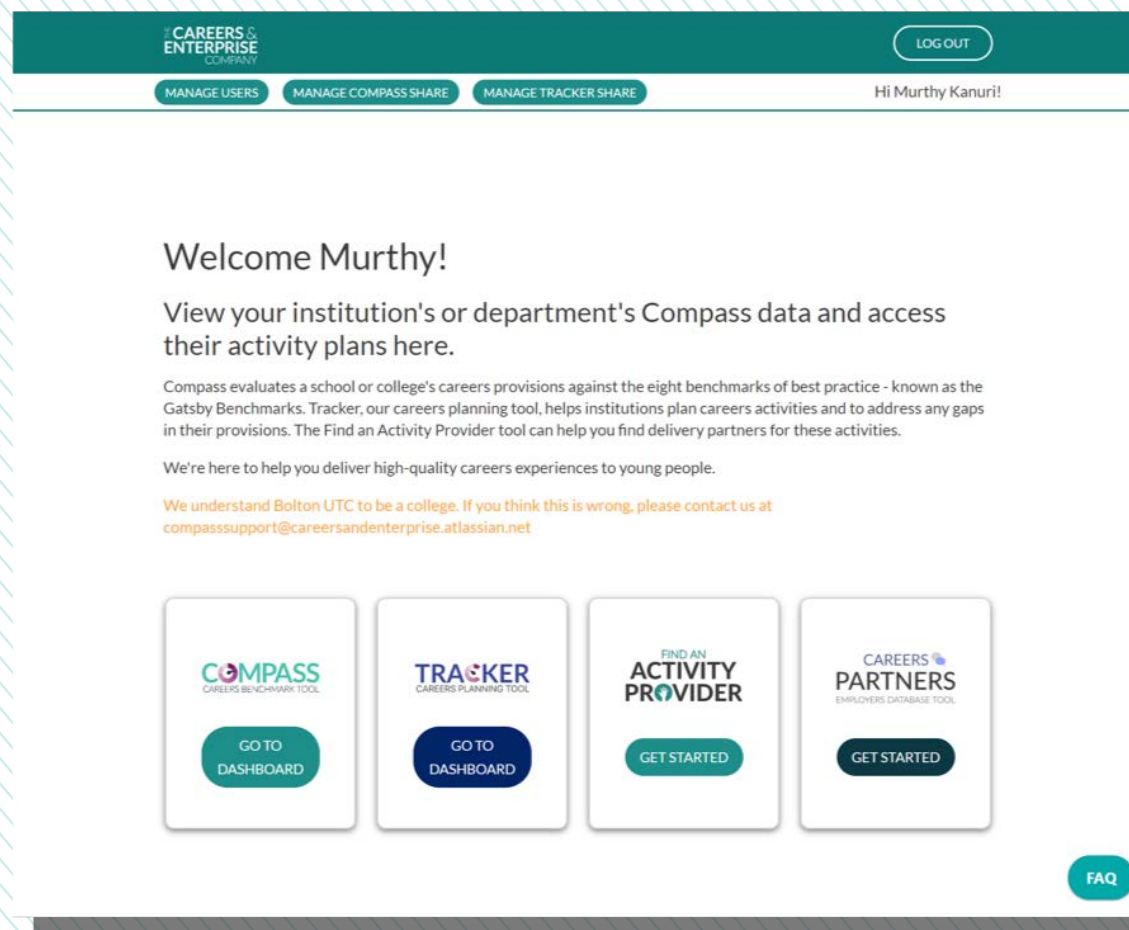 THE
CAREERS &
ENTERPRISE
COMPANY
LOG OUT
MANAGE USERS
MANAGE COMPASS SHARE
MANAGE TRACKER SHARE
Hi Murthy Kanuri!
Welcome Murthy!
View your institution's or department's Compass data and access
their activity plans here.
Compass evaluates a school or college's careers provisions against the eight benchmarks of best practice - known as the
Gatsby Benchmarks. Tracker, our careers planning tool, helps institutions plan careers activities and to address any gaps
in their provisions. The Find an Activity Provider tool can help you find delivery partners for these activities.
We're here to help you deliver high-quality careers experiences to young people.
We understand Bolton UTC to be a college. If you think this is wrong, please contact us at
compasssupport@careersandenterprise.atlassian.net
COMPASS
CAREERS BENCHMARK TOOL
GO TO
DASHBOARD
TRACKER
CAREERS PLANNING TOOL
GO TO
DASHBOARD
FIND AN
ACTIVITY
PROVIDER
GET STARTED
CAREERS
PARTNERS
EMPLOYERS DATABASE TOOL
GET STARTED
FAQ